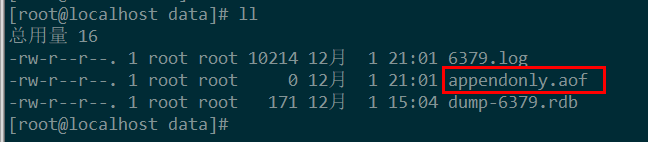 [root@localhost data]# ll
总用量 16
-rw-r--r--. 1 root root 10214 12月  1 21:01 6379.log
-rw-r--r--. 1 root root     0 12月  1 21:01 appendonly.aof
-rw-r--r--. 1 root root   171 12月  1 15:04 dump-6379.rdb
[root@localhost data]#